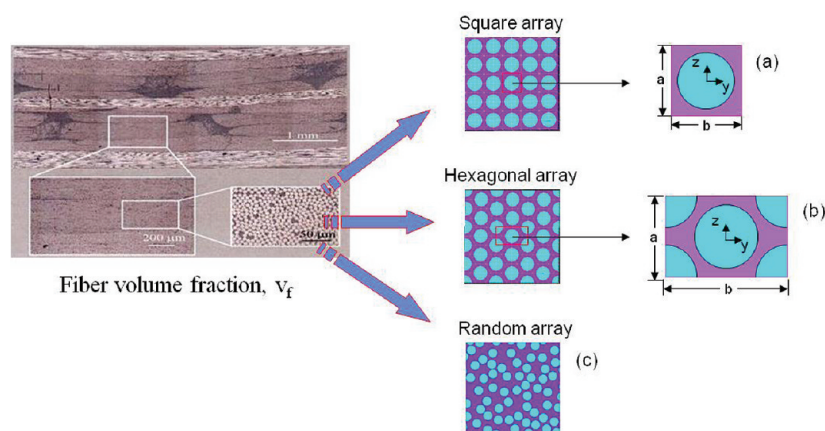 Square array
(a)
z
y
a
b
1 mm
Hexagonal array
(b)
z
y
a
b
200 μm
50 μm
Fiber volume fraction, vf
Random array
(c)